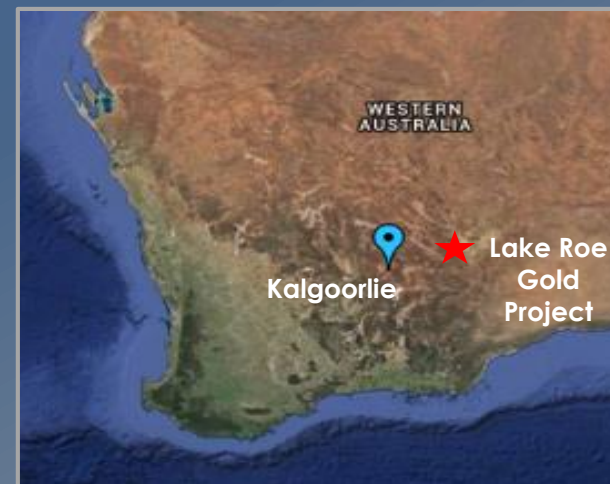 WESTERN
AUSTRALIA
Kalgoorlie
Lake Roe
Gold
Project